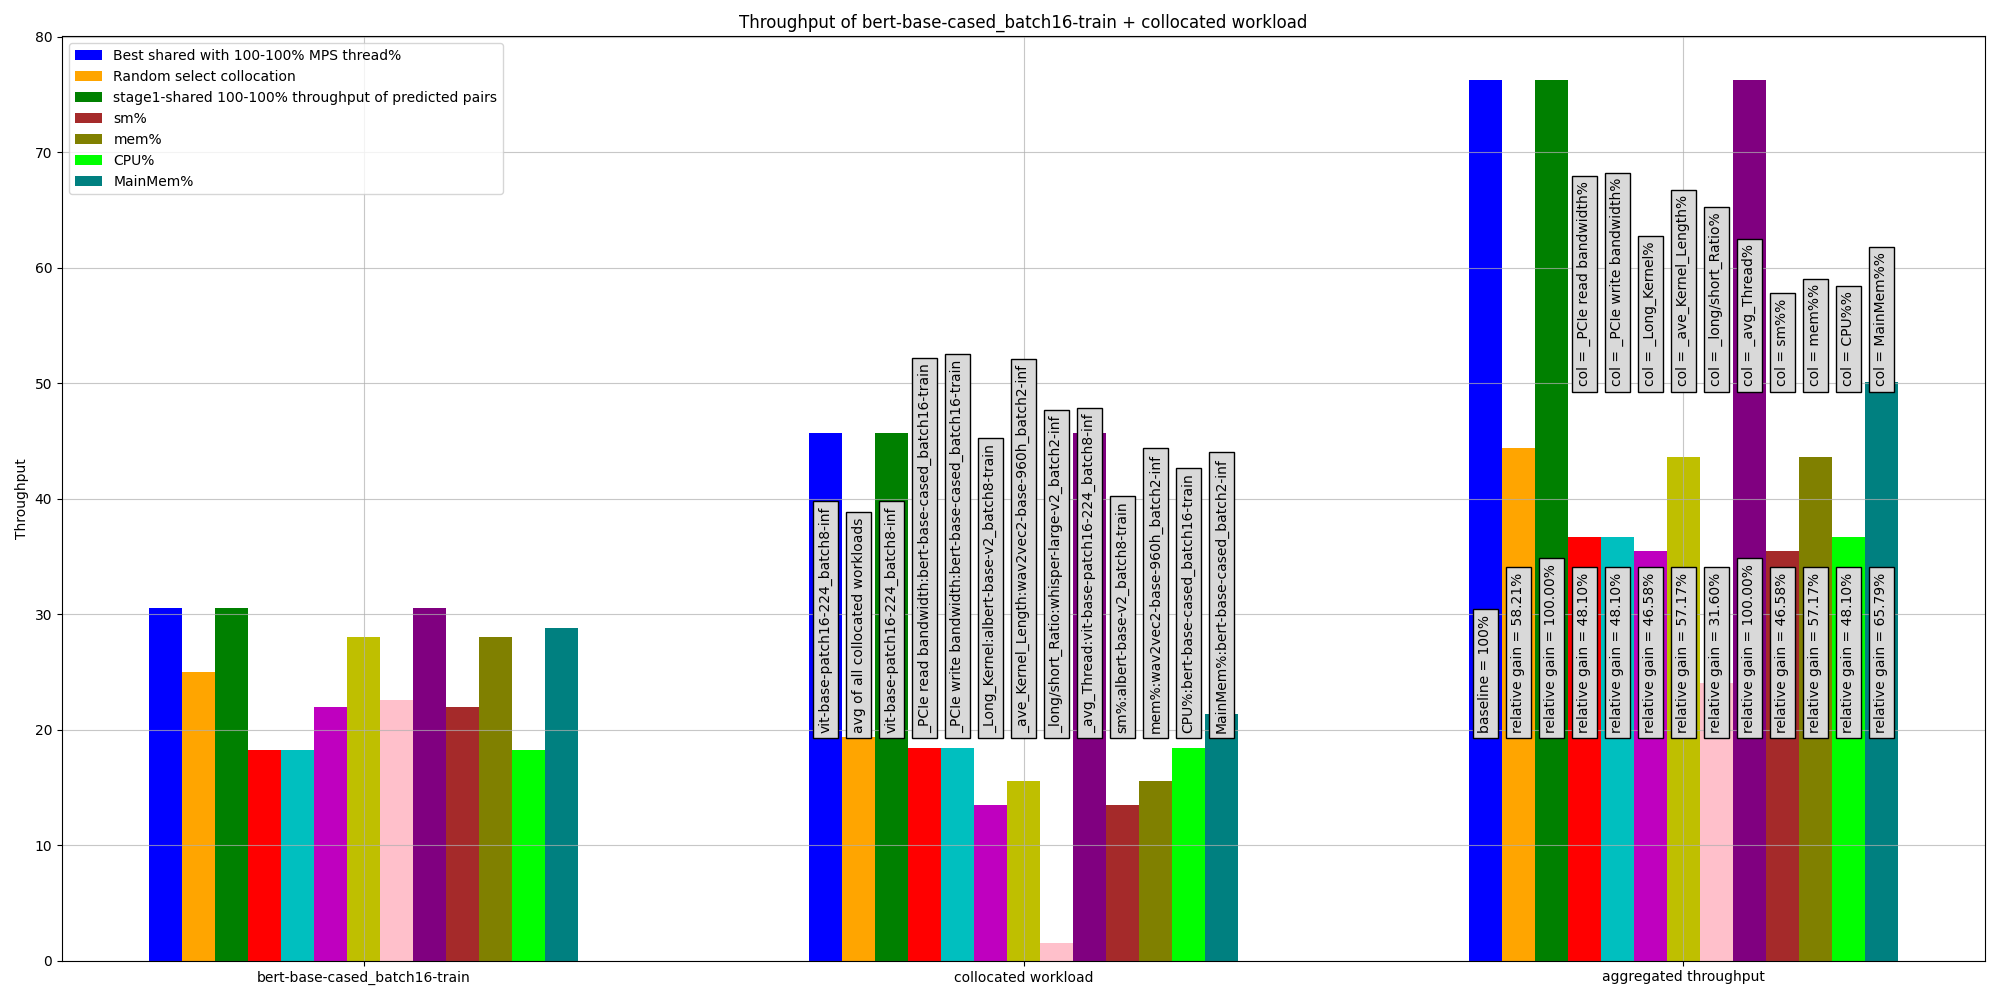 Throughput of bert-base-cased_batch16-train + collocated workload
Best shared with 100-100% MPS thread%
Random select collocation
stage1-shared 100-100% throughput of predicted pairs
sm%
mem%
CPU%
MainMem%
Throughput
80
70
60
50
40
30
20
10
0
vit-base-patch16-224_batch8-inf
avg of all collocated workloads
vit-base-patch16-224_batch8-inf
_PCIe read bandwidth:bert-base-cased_batch16-train
_PCIe write bandwidth:bert-base-cased_batch16-train
_Long_Kernel:albert-base-v2_batch8-train
_ave_Kernel_Length:wav2vec2-base-960h_batch2-inf
_long/short_Ratio:whisper-large-v2_batch2-inf
_avg_Thread:vit-base-patch16-224_batch8-inf
sm%:albert-base-v2_batch8-train
mem%:wav2vec2-base-960h_batch2-inf
CPU%:bert-base-cased_batch16-train
MainMem%:bert-base-cased_batch2-inf
col = _PCIe read bandwidth%
col = _PCIe write bandwidth%
col = _Long_Kernel%
col = _ave_Kernel_Length%
col = _long/short_Ratio%
col = _avg_Thread%
col = sm%%
col = mem%%
col = CPU%%
col = MainMem%%
baseline = 100%
relative gain = 58.21%
relative gain = 100.00%
relative gain = 48.10%
relative gain = 48.10%
relative gain = 46.58%
relative gain = 57.17%
relative gain = 31.60%
relative gain = 100.00%
relative gain = 46.58%
relative gain = 57.17%
relative gain = 48.10%
relative gain = 65.79%
bert-base-cased_batch16-train
collocated workload
aggregated throughput